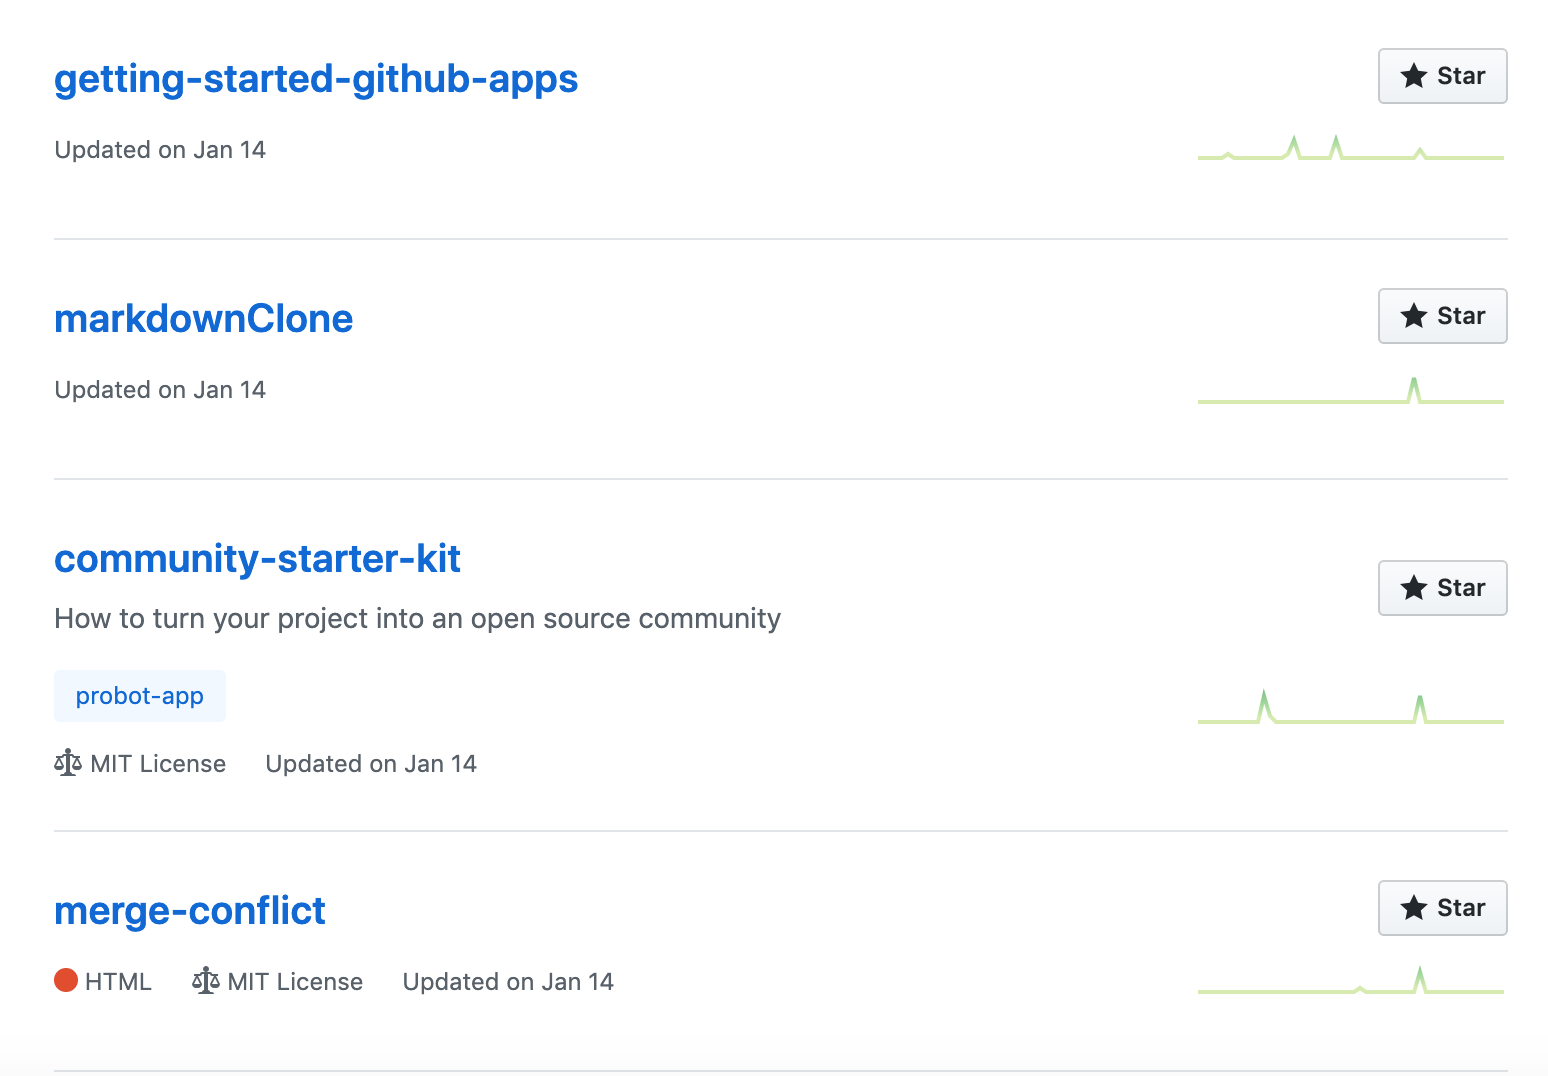 getting-started-github-apps
Star
Updated on Jan 14
markdownClone
Star
Updated on Jan 14
community-starter-kit
Star
How to turn your project into an open source community
probot-app
MIT License Updated on Jan 14
merge-conflict
Star
HTML MIT License Updated on Jan 14